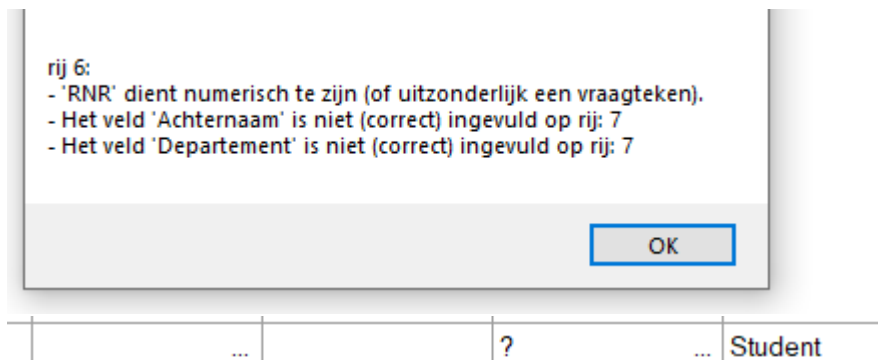 rij 6:
- 'RNR' dient numerisch te zijn (of uitzonderlijk een vraagteken).
- Het veld 'Achternaam' is niet (correct) ingevuld op rij: 7
- Het veld 'Departement' is niet (correct) ingevuld op rij: 7
OK
... ? ... Student